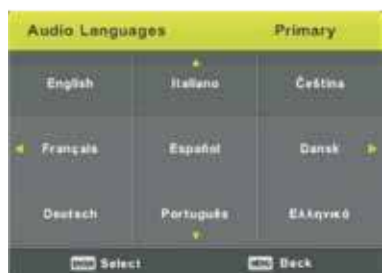 Audio Languages Primary
English Italiano Čeština
Français Español Dansk
Deutsch Português Ελληνικά
Select Back